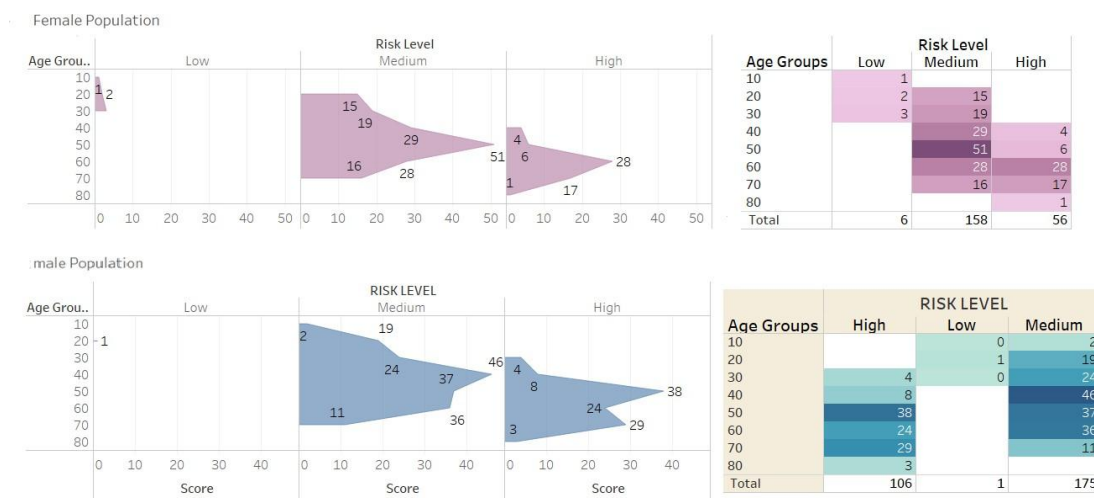 Female Population
Risk Level
Age Grou.. Low Medium High
10
20
30
40
50
60
70
80
1 2
15
19
29
51
16
28
4
6
28
1
17
0 10 20 30 40 50 0 10 20 30 40 50 0 10 20 30 40 50
Risk Level
Age Groups Low Medium High
10 1
20 2 15
30 3 19
40 29 4
50 51 6
60 28 28
70 16 17
80 1
Total 6 158 56
male Population
RISK LEVEL
Age Grou.. Low Medium High
10
20
30
40
50
60
70
80
1
2
19
24
46
37
11
36
4
8
38
24
29
3
0 10 20 30 40 0 10 20 30 40 0 10 20 30 40
Score Score Score
RISK LEVEL
Age Groups High Low Medium
10 0 2
20 1 19
30 4 0 24
40 8 46
50 38 37
60 24 36
70 29 11
80 3
Total 106 1 175